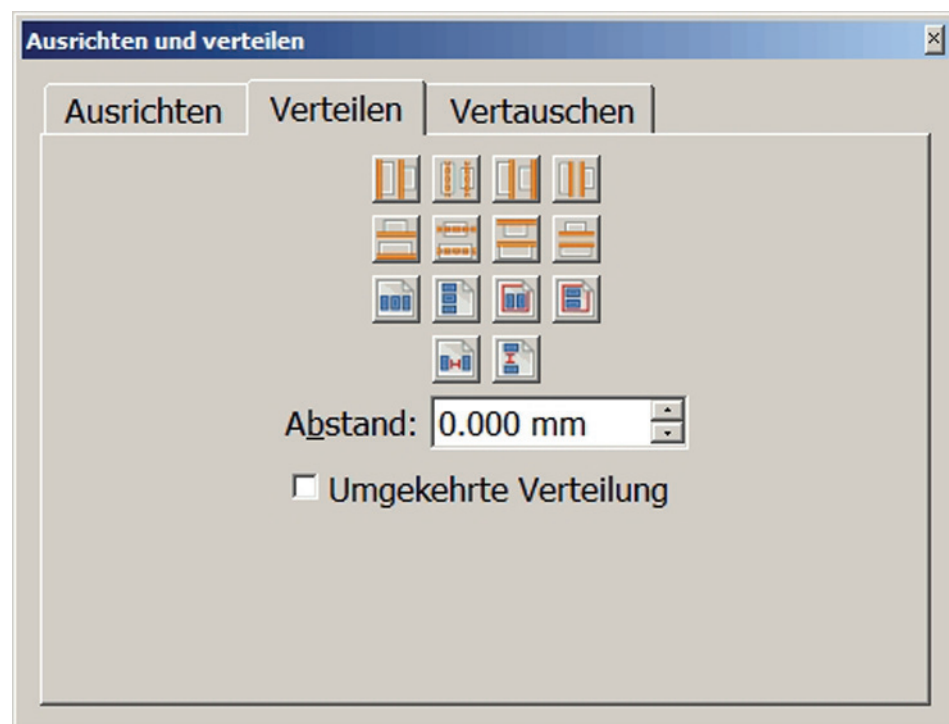 Ausrichten und verteilen
Ausrichten Verteilen Vertauschen
Abstand: 0.000 mm
Umgekehrte Verteilung